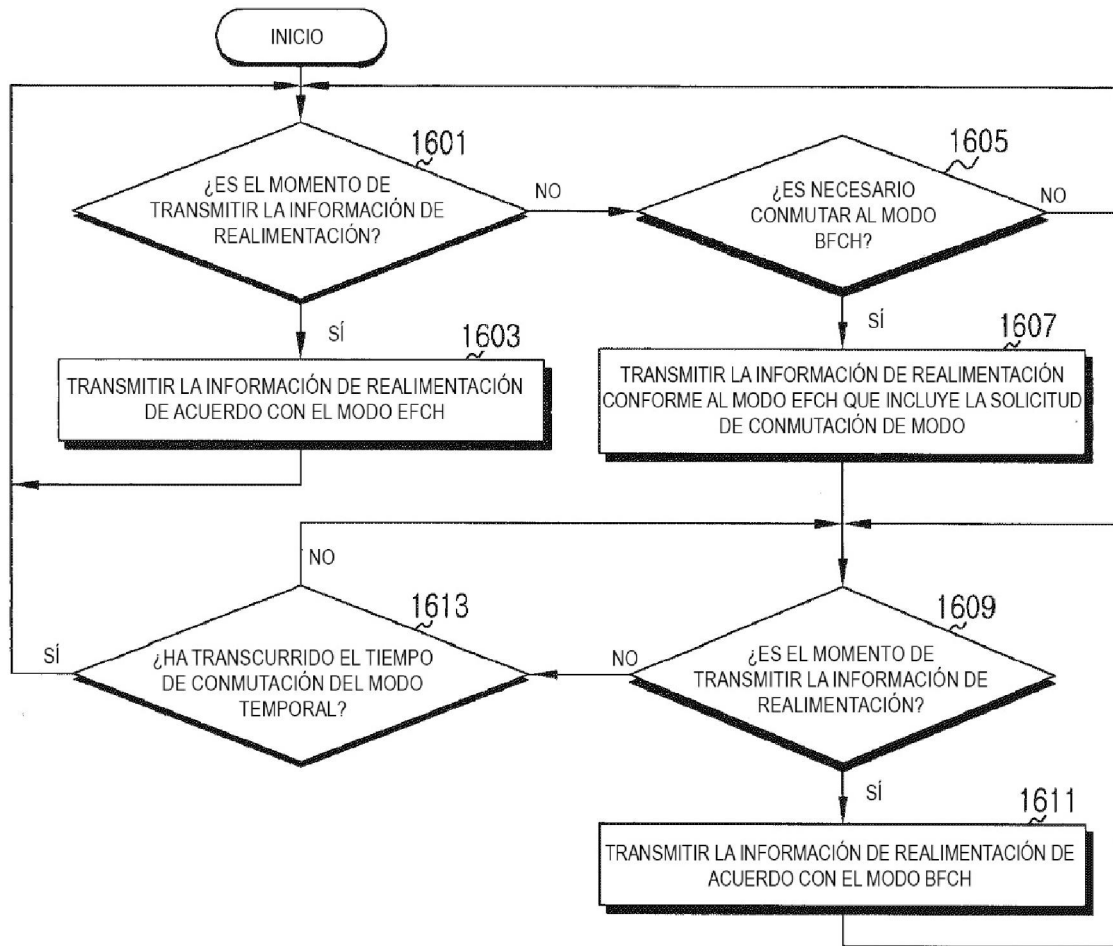 INICIO
1601
¿ES EL MOMENTO DE
TRANSMITIR LA INFORMACIÓN DE
REALIMENTACIÓN?
NO
1605
¿ES NECESARIO
CONMUTAR AL MODO
BFCH?
NO
SÍ
1603
TRANSMITIR LA INFORMACIÓN DE REALIMENTACIÓN
DE ACUERDO CON EL MODO EFCH
SÍ
1607
TRANSMITIR LA INFORMACIÓN DE REALIMENTACIÓN
CONFORME AL MODO EFCH QUE INCLUYE LA SOLICITUD
DE CONMUTACIÓN DE MODO
NO
1613
SÍ
¿HA TRANSCURRIDO EL TIEMPO
DE CONMUTACIÓN DEL MODO
TEMPORAL?
NO
1609
¿ES EL MOMENTO DE
TRANSMITIR LA INFORMACIÓN DE
REALIMENTACIÓN?
SÍ
1611
TRANSMITIR LA INFORMACIÓN DE REALIMENTACIÓN DE
ACUERDO CON EL MODO BFCH